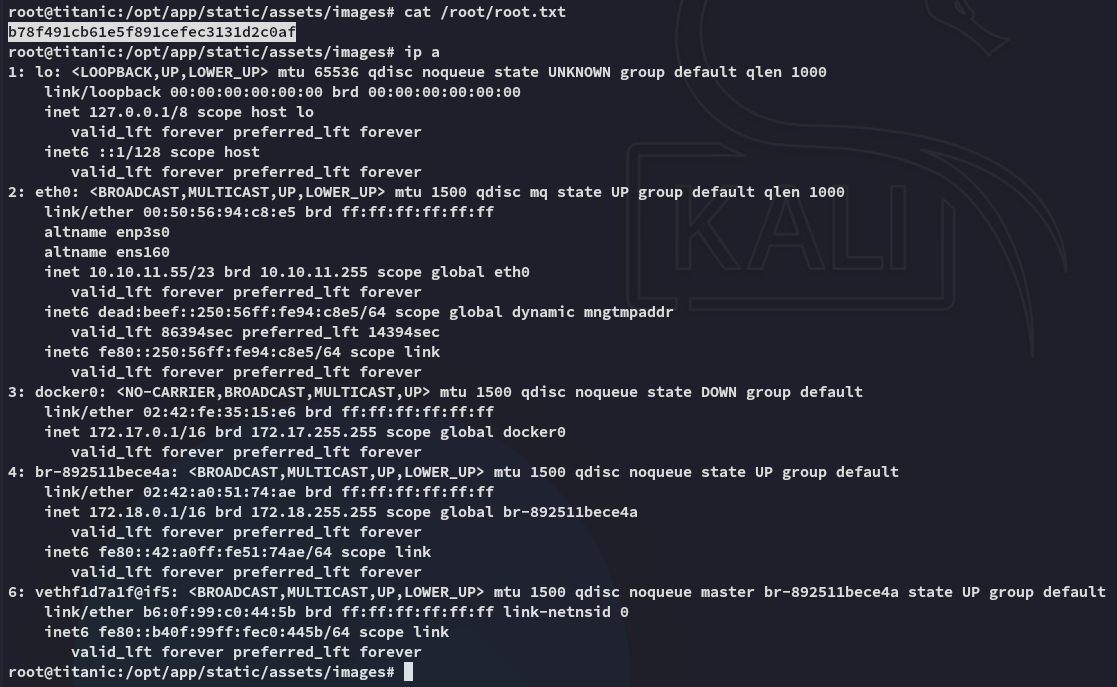 root@titanic:/opt/app/static/assets/images# cat /root/root.txt
b78f491cb61e5f891cefec3131d2c0af
root@titanic:/opt/app/static/assets/images# ip a
1: lo: <LOOPBACK,UP,LOWER_UP> mtu 65536 qdisc noqueue state UNKNOWN group default qlen 1000
    link/loopback 00:00:00:00:00:00 brd 00:00:00:00:00:00
    inet 127.0.0.1/8 scope host lo
       valid_lft forever preferred_lft forever
    inet6 ::1/128 scope host
       valid_lft forever preferred_lft forever
2: eth0: <BROADCAST,MULTICAST,UP,LOWER_UP> mtu 1500 qdisc mq state UP group default qlen 1000
    link/ether 00:50:56:94:c8:e5 brd ff:ff:ff:ff:ff:ff
    altname enp3s0
    altname ens160
    inet 10.10.11.55/23 brd 10.10.11.255 scope global eth0
       valid_lft forever preferred_lft forever
    inet6 dead:beef::250:56ff:fe94:c8e5/64 scope global dynamic mngtmpaddr
       valid_lft 86394sec preferred_lft 14394sec
    inet6 fe80::250:56ff:fe94:c8e5/64 scope link
       valid_lft forever preferred_lft forever
3: docker0: <NO-CARRIER,BROADCAST,MULTICAST,UP> mtu 1500 qdisc noqueue state DOWN group default
    link/ether 02:42:fe:35:15:e6 brd ff:ff:ff:ff:ff:ff
    inet 172.17.0.1/16 brd 172.17.255.255 scope global docker0
       valid_lft forever preferred_lft forever
4: br-892511bece4a: <BROADCAST,MULTICAST,UP,LOWER_UP> mtu 1500 qdisc noqueue state UP group default
    link/ether 02:42:a0:51:74:ae brd ff:ff:ff:ff:ff:ff
    inet 172.18.0.1/16 brd 172.18.255.255 scope global br-892511bece4a
       valid_lft forever preferred_lft forever
    inet6 fe80::42:a0ff:fe51:74ae/64 scope link
       valid_lft forever preferred_lft forever
6: vethf1d7a1f@if5: <BROADCAST,MULTICAST,UP,LOWER_UP> mtu 1500 qdisc noqueue master br-892511bece4a state UP group default
    link/ether b6:0f:99:c0:44:5b brd ff:ff:ff:ff:ff:ff link-netnsid 0
    inet6 fe80::b40f:99ff:fec0:445b/64 scope link
       valid_lft forever preferred_lft forever
root@titanic:/opt/app/static/assets/images#
KALI